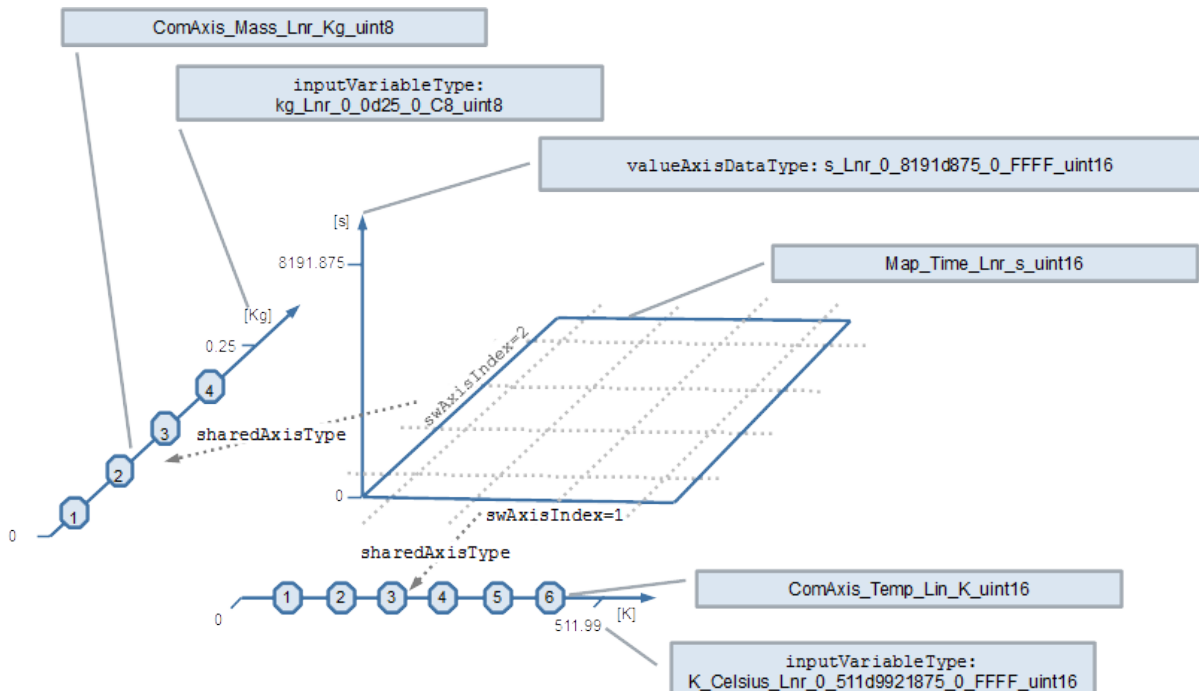 ComAxis_Mass_Lnr_Kg_uint8
inputVariableType:
kg_Lnr_0_0d25_0_C8_uint8
valueAxisDataType: s_Lnr_0_8191d875_0_FFFF_uint16
[s]
8191.875
Map_Time_Lnr_s_uint16
[Kg]
0.25
swAxisIndex=2
4
3
sharedAxisType
2
1
0
0
swAxisIndex=1
sharedAxisType
1 2 3 4 5 6
ComAxis_Temp_Lin_K_uint16
0
511.99
[K]
inputVariableType:
K_Celsius_Lnr_0_511d9921875_0_FFFF_uint16